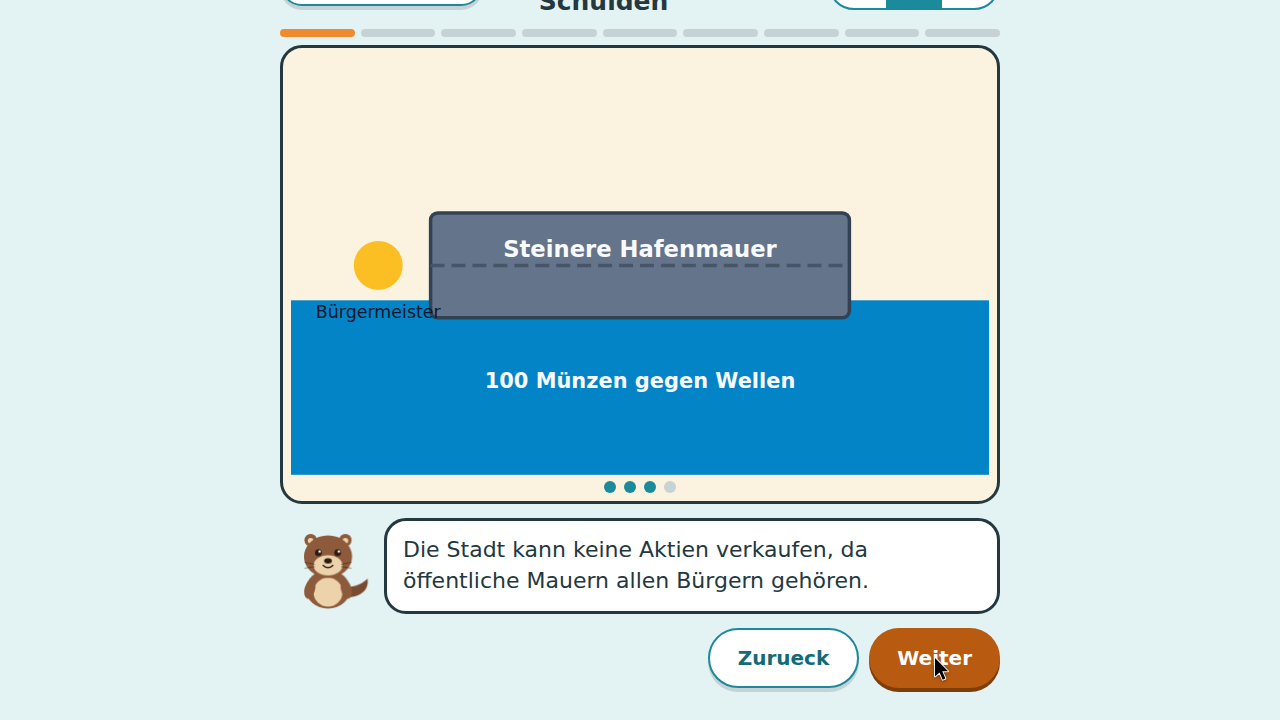 Schulden
Steinere Hafenmauer
Bürgermeister
100 Münzen gegen Wellen
Die Stadt kann keine Aktien verkaufen, da
öffentliche Mauern allen Bürgern gehören.
Zurueck
Weiter